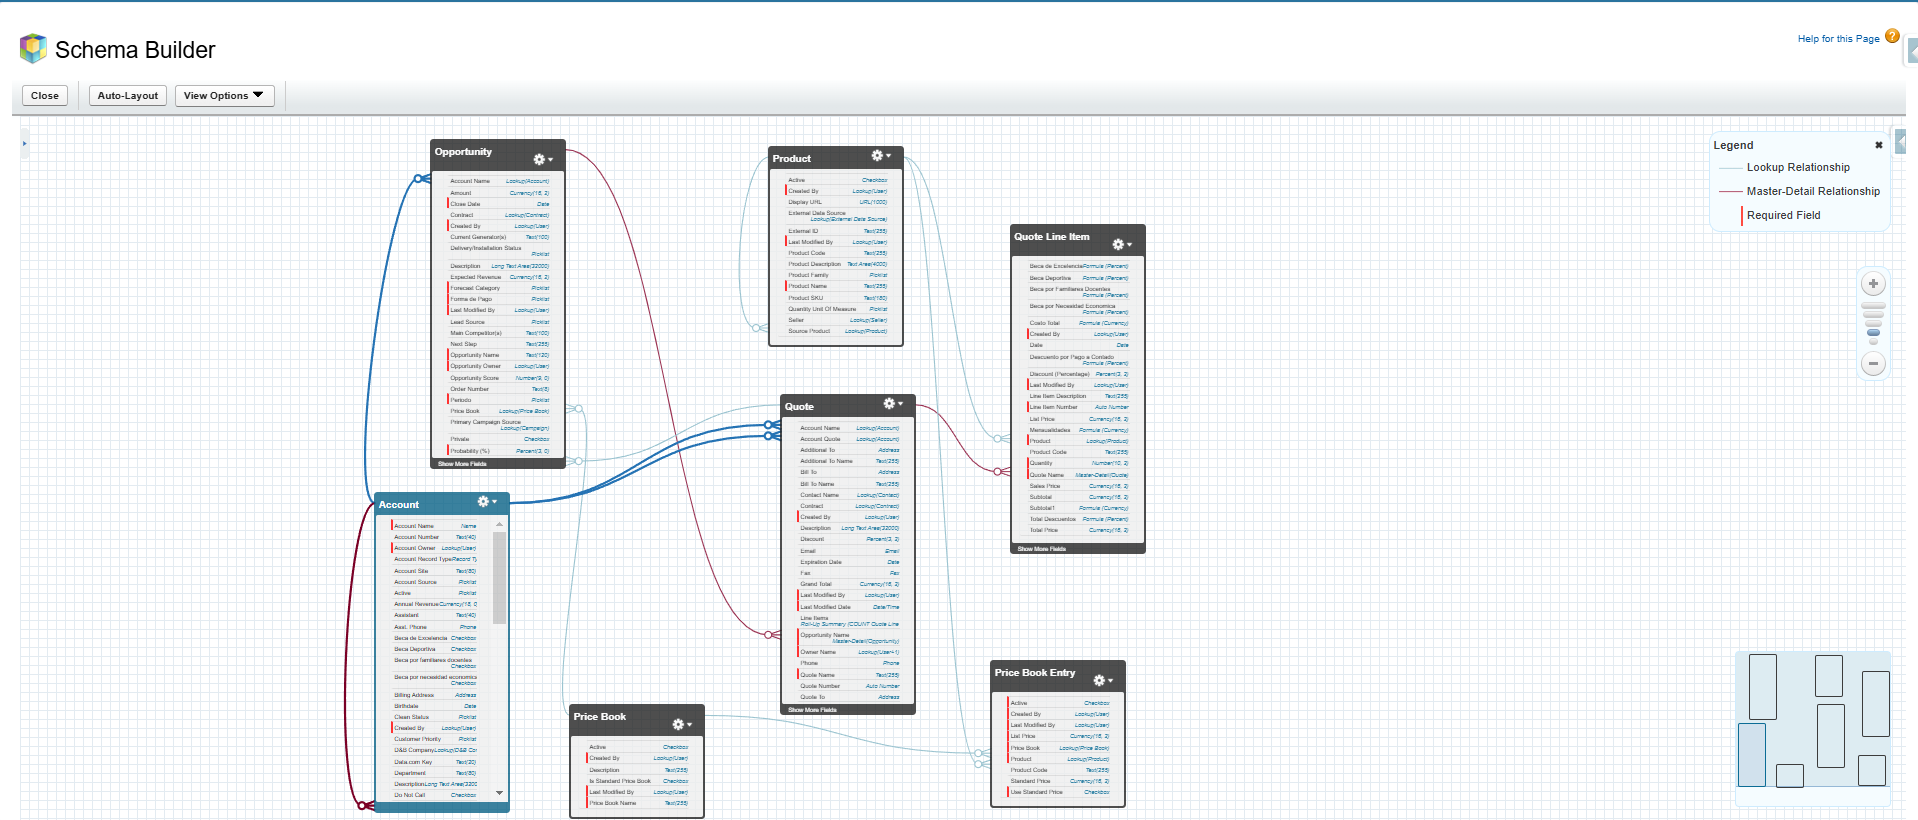 Schema Builder
Help for this Page
Close
Auto-Layout
View Options
Legend
Lookup Relationship
Master-Detail Relationship
Required Field
Opportunity
Account Name Lookup(Account)
Amount Currency(16, 2)
Close Date Date
Contract Lookup(Contract)
Created By Lookup(User)
Current Generator(s) Text(100)
Delivery/Installation Status
Picklist
Description Long Text Area(32000)
Expected Revenue Currency(16, 2)
Forecast Category Picklist
Forma de Pago Picklist
Last Modified By Lookup(User)
Lead Source Picklist
Main Competitor(s) Text(100)
Next Step Text(255)
Opportunity Name Text(120)
Opportunity Owner Lookup(User)
Opportunity Score Number(9, 0)
Order Number Text(8)
Periodo Picklist
Price Book Lookup(Price Book)
Primary Campaign Source
Lookup(Campaign)
Private Checkbox
Probability (%) Percent(3, 0)
Show More Fields
Account
Account Name Name
Account Number Text(40)
Account Owner Lookup(User)
Account Record Type Record Ty
Account Site Text(80)
Account Source Picklist
Active Picklist
Annual Revenue Currency(18, 0
Assistant Text(40)
Asst. Phone Phone
Beca de Excelencia Checkbox
Beca Deportiva Checkbox
Beca por familiares docentes
Checkbox
Beca por necesidad economica
Checkbox
Billing Address Address
Birthdate Date
Clean Status Picklist
Created By Lookup(User)
Customer Priority Picklist
D&B Company Lookup(D&B Cor
Data.com Key Text(20)
Department Text(80)
Description Long Text Area(3200
Do Not Call Checkbox
Product
Active Checkbox
Created By Lookup(User)
Display URL URL(1000)
External Data Source
Lookup(External Data Source)
External ID Text(255)
Last Modified By Lookup(User)
Product Code Text(255)
Product Description Text Area(4000)
Product Family Picklist
Product Name Text(255)
Product SKU Text(180)
Quantity Unit Of Measure Picklist
Seller Lookup(Seller)
Source Product Lookup(Product)
Quote
Account Name Lookup(Account)
Account Quote Lookup(Account)
Additional To Address
Additional To Name Text(255)
Bill To Address
Bill To Name Text(255)
Contact Name Lookup(Contact)
Contract Lookup(Contract)
Created By Lookup(User)
Description Long Text Area(32000)
Discount Percent(3, 2)
Email Email
Expiration Date Date
Fax Fax
Grand Total Currency(16, 2)
Last Modified By Lookup(User)
Last Modified Date Date/Time
Line Items
Roll-Up Summary (COUNT Quote Line
Opportunity Name
Master-Detail(Opportunity)
Owner Name Lookup(User+1)
Phone Phone
Quote Name Text(255)
Quote Number Auto Number
Quote To Address
Show More Fields
Quote Line Item
Beca de Excelencia Formula (Percent)
Beca Deportiva Formula (Percent)
Beca por Familiares Docentes
Formula (Percent)
Beca por Necesidad Economica
Formula (Percent)
Costo Total Formula (Currency)
Created By Lookup(User)
Date Date
Descuento por Pago a Contado
Formula (Percent)
Discount (Percentage) Percent(3, 2)
Last Modified By Lookup(User)
Line Item Description Text(255)
Line Item Number Auto Number
List Price Currency(16, 2)
Mensualidades Formula (Currency)
Product Lookup(Product)
Product Code Text(255)
Quantity Number(10, 2)
Quote Name Master-Detail(Quote)
Sales Price Currency(16, 2)
Subtotal Currency(16, 2)
Subtotal1 Formula (Currency)
Total Descuentos Formula (Percent)
Total Price Currency(16, 2)
Show More Fields
Price Book
Active Checkbox
Created By Lookup(User)
Description Text(255)
Is Standard Price Book Checkbox
Last Modified By Lookup(User)
Price Book Name Text(255)
Price Book Entry
Active Checkbox
Created By Lookup(User)
Last Modified By Lookup(User)
List Price Currency(16, 2)
Price Book Lookup(Price Book)
Product Lookup(Product)
Product Code Text(255)
Standard Price Currency(16, 2)
Use Standard Price Checkbox